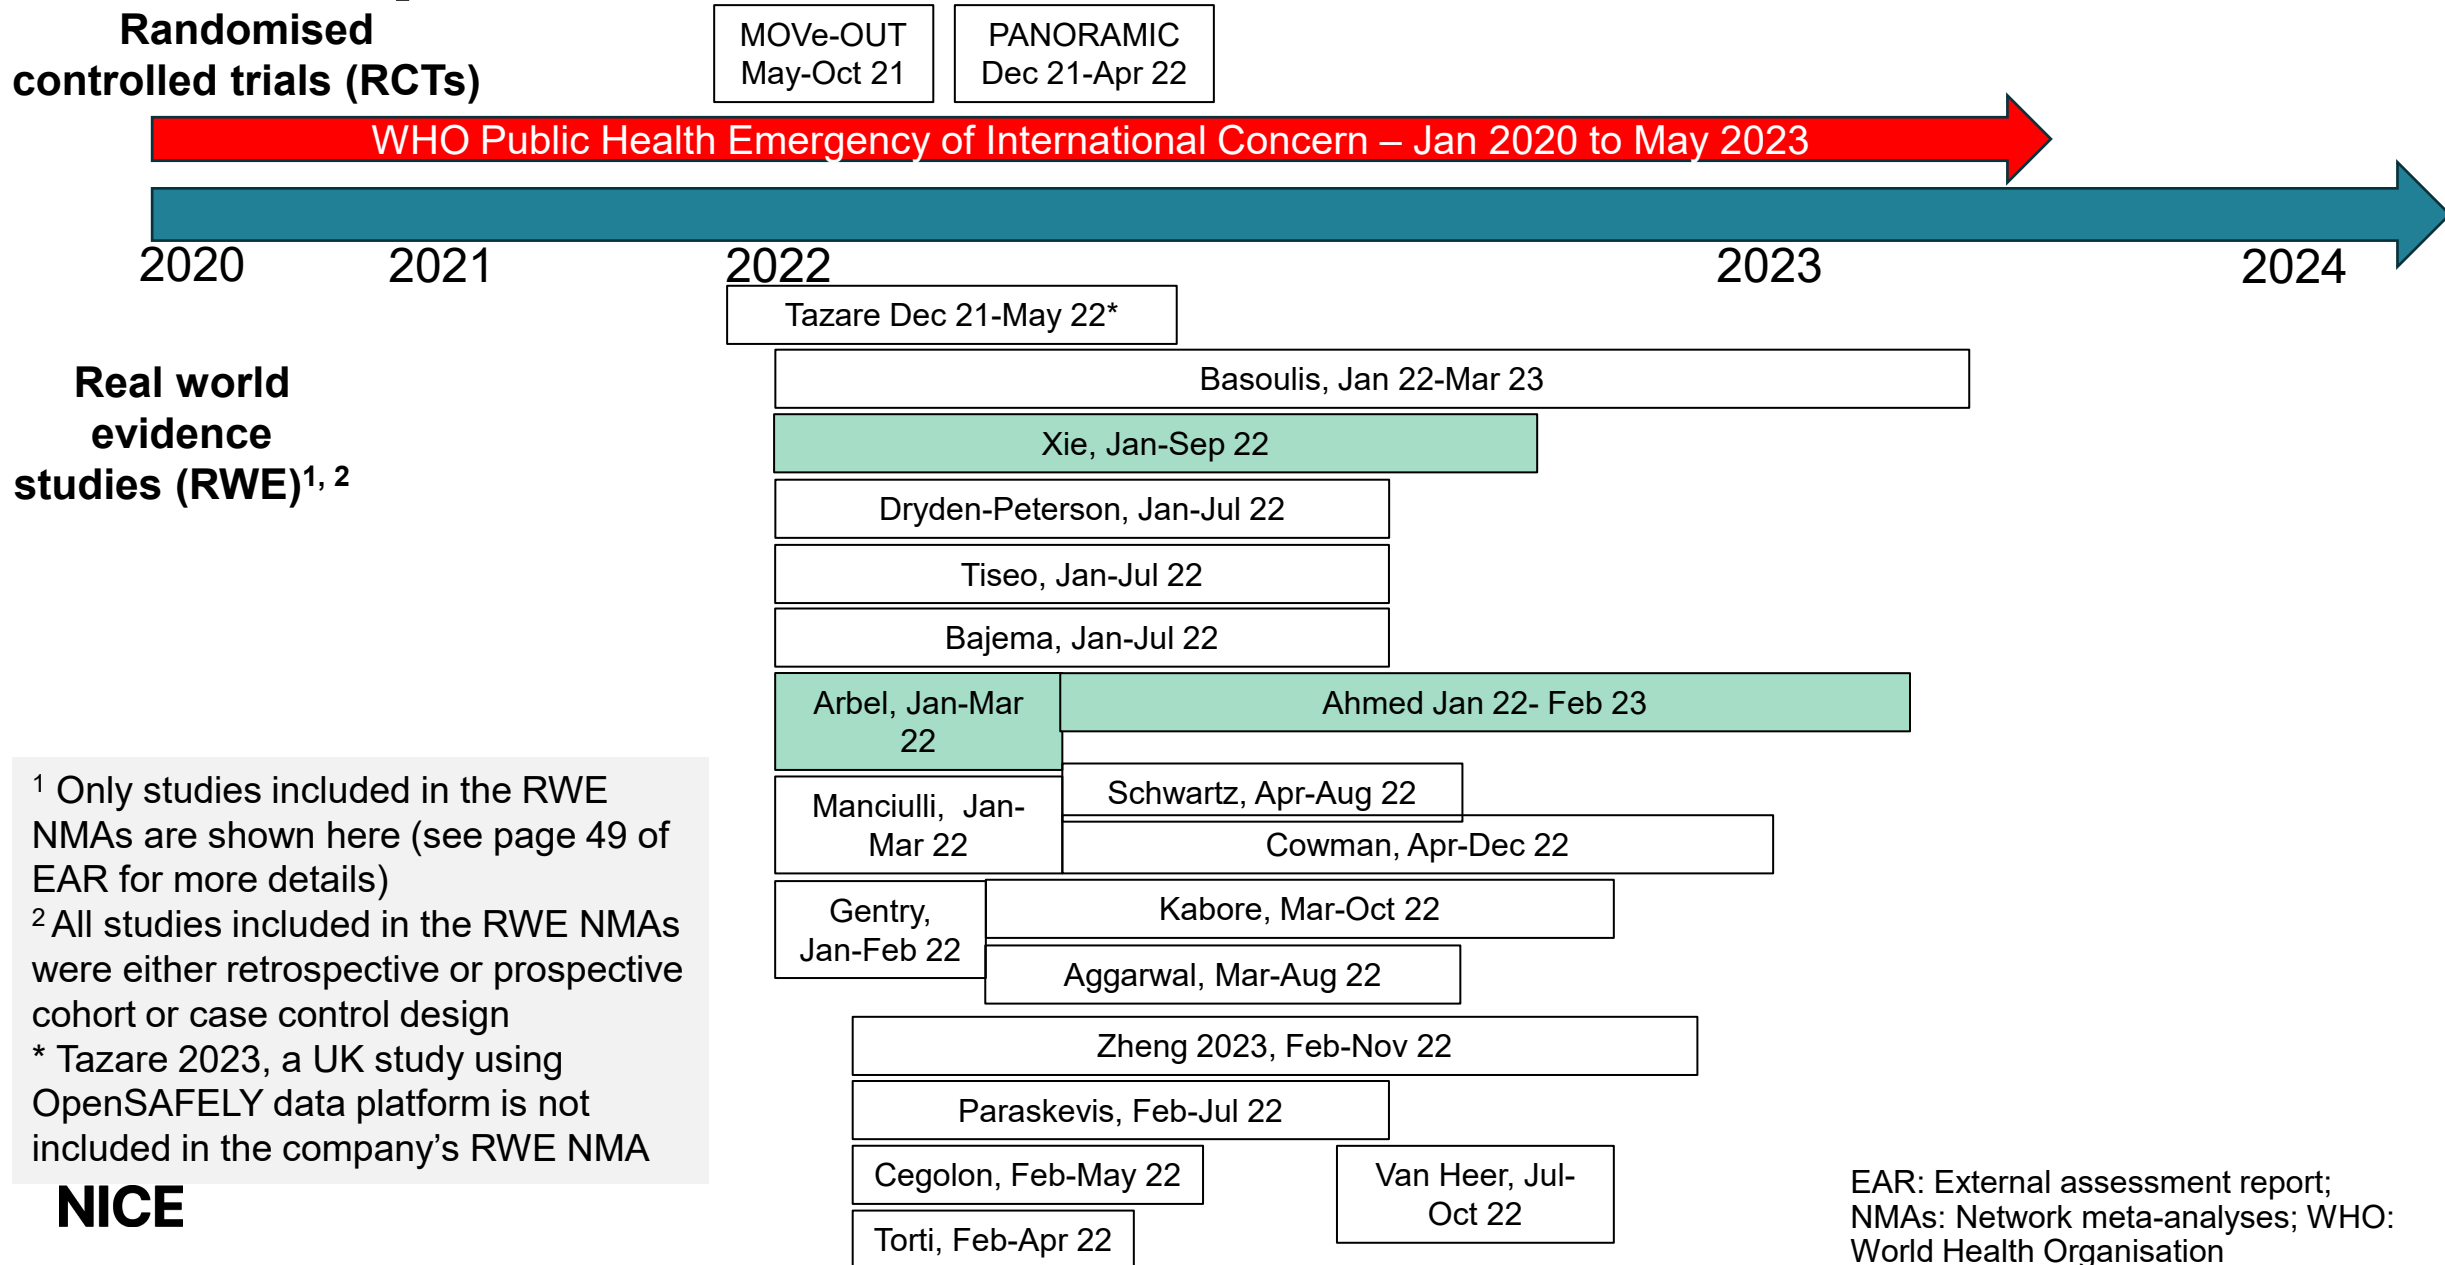 Randomised
controlled trials (RCTs)
MOVe-OUT
May-Oct 21
PANORAMIC
Dec 21-Apr 22
WHO Public Health Emergency of International Concern – Jan 2020 to May 2023
2020
2021
2022
2023
2024
Tazare Dec 21-May 22*
Real world
evidence
studies (RWE)1, 2
Basoulis, Jan 22-Mar 23
Xie, Jan-Sep 22
Dryden-Peterson, Jan-Jul 22
Tiseo, Jan-Jul 22
Bajema, Jan-Jul 22
Arbel, Jan-Mar
22
Ahmed Jan 22- Feb 23
Manciulli,  Jan-
Mar 22
Schwartz, Apr-Aug 22
Cowman, Apr-Dec 22
Gentry,
Jan-Feb 22
Kabore, Mar-Oct 22
Aggarwal, Mar-Aug 22
Zheng 2023, Feb-Nov 22
Paraskevis, Feb-Jul 22
Cegolon, Feb-May 22
Van Heer, Jul-
Oct 22
Torti, Feb-Apr 22
1 Only studies included in the RWE
NMAs are shown here (see page 49 of
EAR for more details)
2 All studies included in the RWE NMAs
were either retrospective or prospective
cohort or case control design
* Tazare 2023, a UK study using
OpenSAFELY data platform is not
included in the company’s RWE NMA
NICE
EAR: External assessment report;
NMAs: Network meta-analyses; WHO:
World Health Organisation